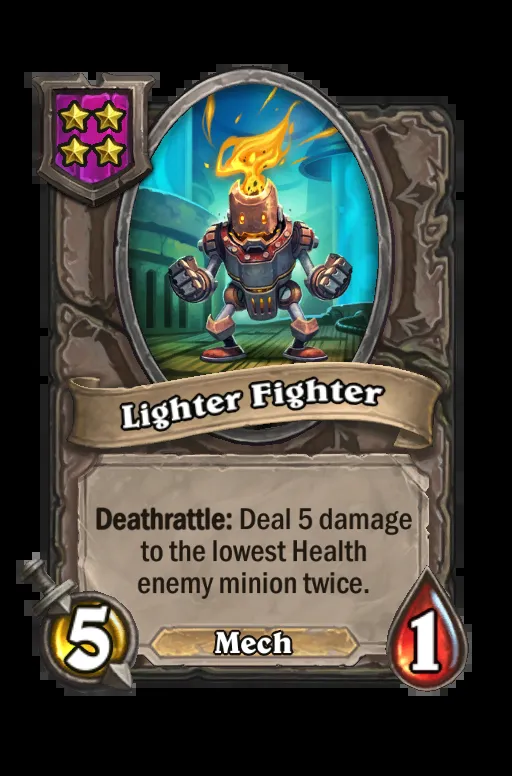 Lighter Fighter
Deathrattle: Deal 5 damage
to the lowest Health
enemy minion twice.
5
Mech
1